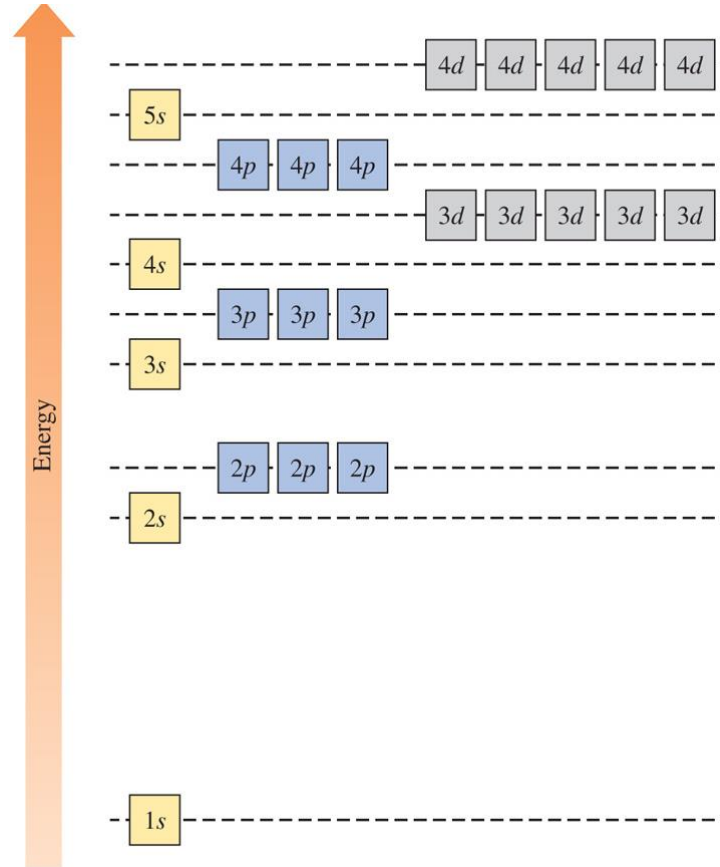 4d 4d 4d 4d 4d
5s
4p 4p 4p
3d 3d 3d 3d 3d
4s
3p 3p 3p
3s
Energy
2p 2p 2p
2s
1s